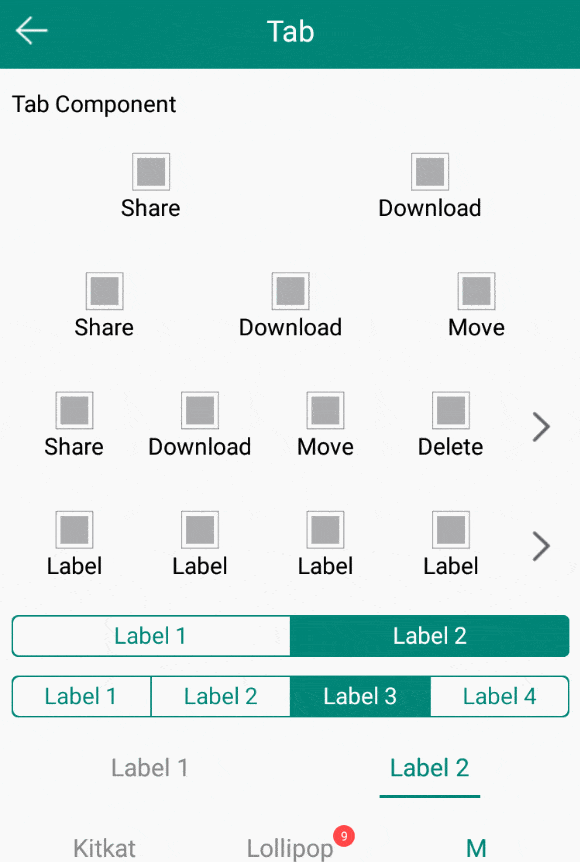 Tab
Tab Component
Share Download
Share Download Move
Share Download Move Delete
Label Label Label Label
Label 1 Label 2
Label 1 Label 2 Label 3 Label 4
Label 1 Label 2
Kitkat Lollipop 9 M